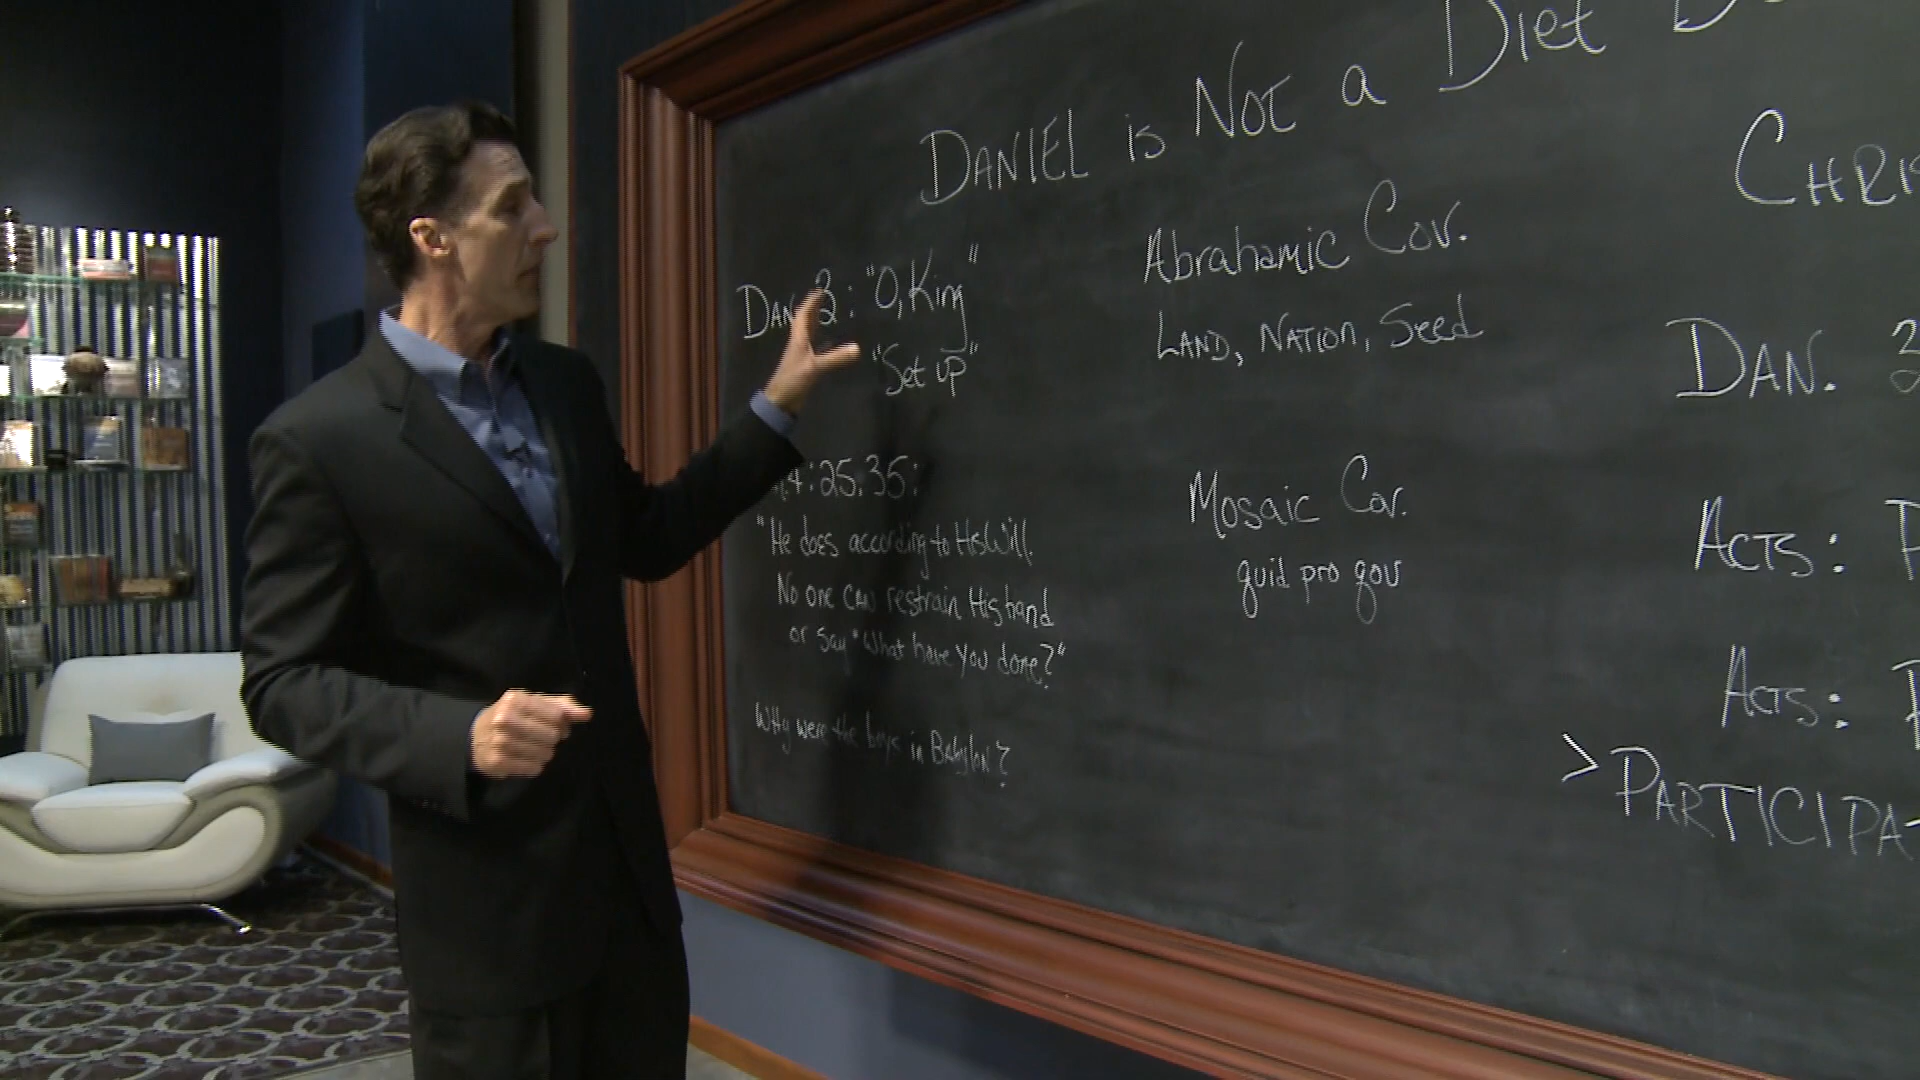 DANIEL is NOT a Diet
CHRIS
DAN 3: "O, King"
"Set up"
Abrahamic Cov.
LAND, NATION, Seed
DAN. 3
4:25.35:
"He does according to His Will.
No one CAN restrain His hand
or say "What have You done?"
Why were the boys in Babylon?
Mosaic Cov.
quid pro qou
ACTS:
ACTS:
>PARTICIPA